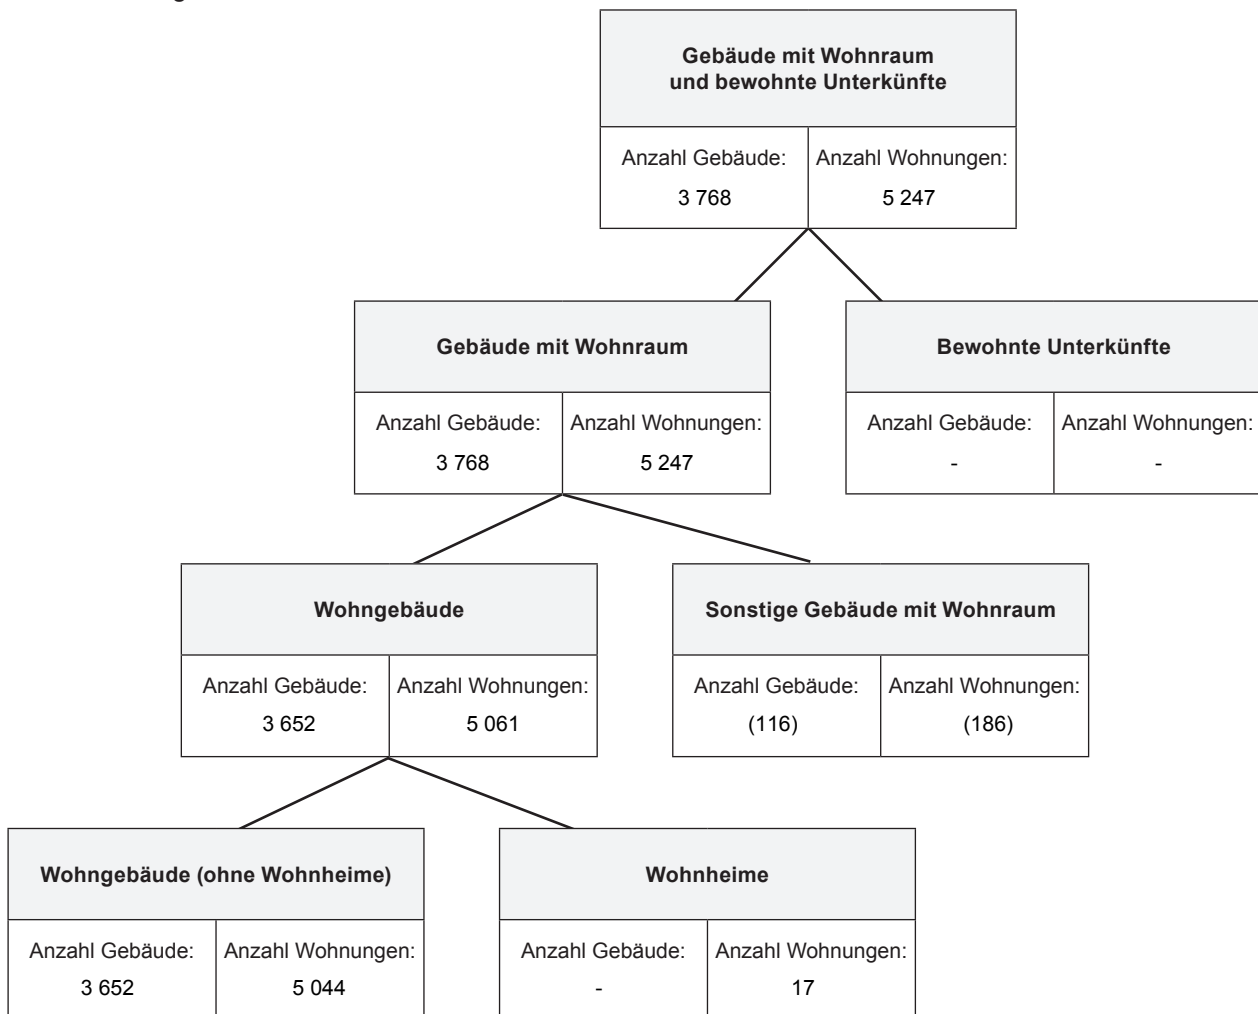 Gebäude mit Wohnraum
und bewohnte Unterkünfte
Anzahl Gebäude: Anzahl Wohnungen:
3 768 5 247
Gebäude mit Wohnraum Bewohnte Unterkünfte
Anzahl Gebäude: Anzahl Wohnungen: Anzahl Gebäude: Anzahl Wohnungen:
3 768 5 247 - -
Wohngebäude Sonstige Gebäude mit Wohnraum
Anzahl Gebäude: Anzahl Wohnungen: Anzahl Gebäude: Anzahl Wohnungen:
3 652 5 061 (116) (186)
Wohngebäude (ohne Wohnheime) Wohnheime
Anzahl Gebäude: Anzahl Wohnungen: Anzahl Gebäude: Anzahl Wohnungen:
3 652 5 044 - 17